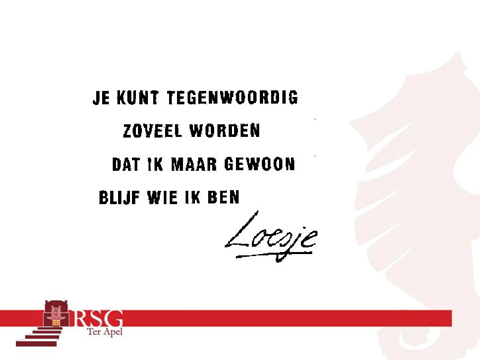 JE KUNT TEGENWOORDIG
ZOVEEL WORDEN
DAT IK MAAR GEWOON
BLIJF WIE IK BEN
Loesje
RSG
Ter Apel